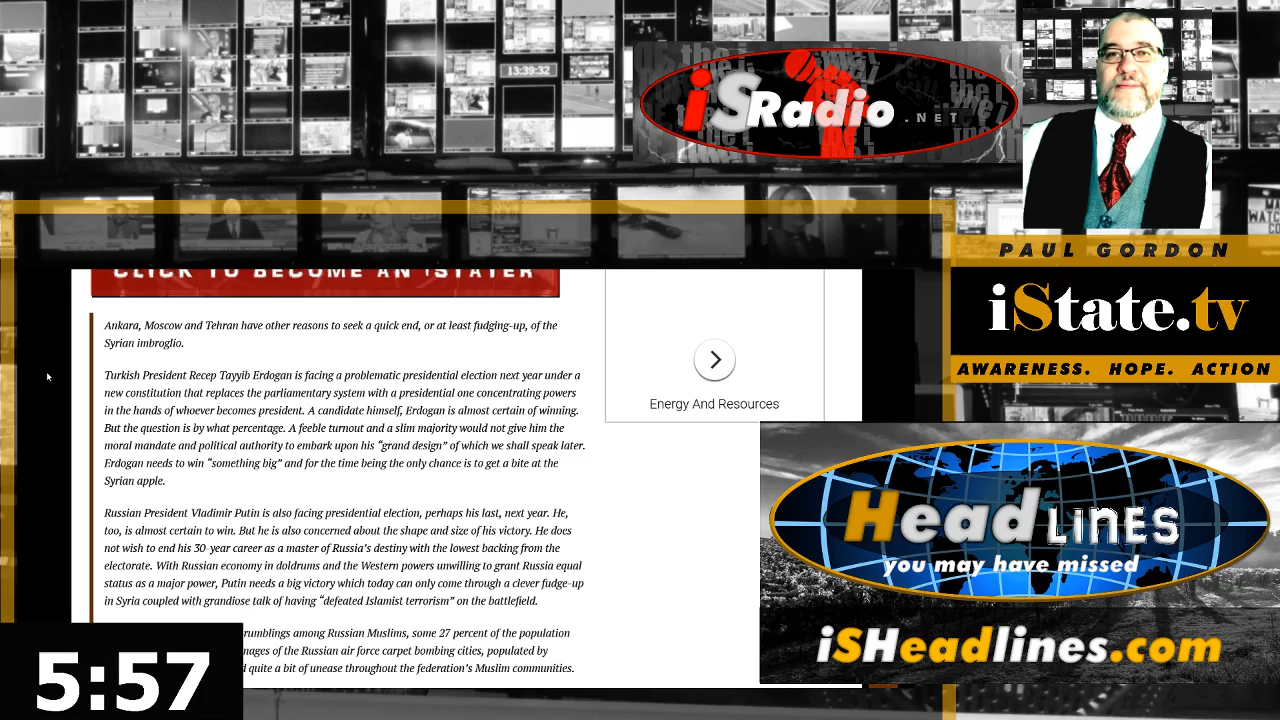 13:39:32
iSRadio.NET
PAUL GORDON
iState.tv
AWARENESS. HOPE. ACTION
CLICK TO BECOME AN iSTATER
Ankara, Moscow and Tehran have other reasons to seek a quick end, or at least fudging-up, of the
Syrian imbroglio.
Turkish President Recep Tayyib Erdogan is facing a problematic presidential election next year under a
new constitution that replaces the parliamentary system with a presidential one concentrating powers
in the hands of whoever becomes president. A candidate himself, Erdogan is almost certain of winning.
But the question is by what percentage. A feeble turnout and a slim majority would not give him the
moral mandate and political authority to embark upon his “grand design” of which we shall speak later.
Erdogan needs to win “something big” and for the time being the only chance is to get a bite at the
Syrian apple.
Russian President Vladimir Putin is also facing presidential election, perhaps his last, next year. He,
too, is almost certain to win. But he is also concerned about the shape and size of his victory. He does
not wish to end his 30-year career as a master of Russia’s destiny with the lowest backing from the
electorate. With Russian economy in doldrums and the Western powers unwilling to grant Russia equal
status as a major power, Putin needs a big victory which today can only come through a clever fudge-up
in Syria coupled with grandiose talk of having “defeated Islamist terrorism” on the battlefield.
rumblings among Russian Muslims, some 27 percent of the population
mages of the Russian air force carpet bombing cities, populated by
d quite a bit of unease throughout the federation’s Muslim communities.
Energy And Resources
HeadLINES
you may have missed
iSHeadlines.com
5:57